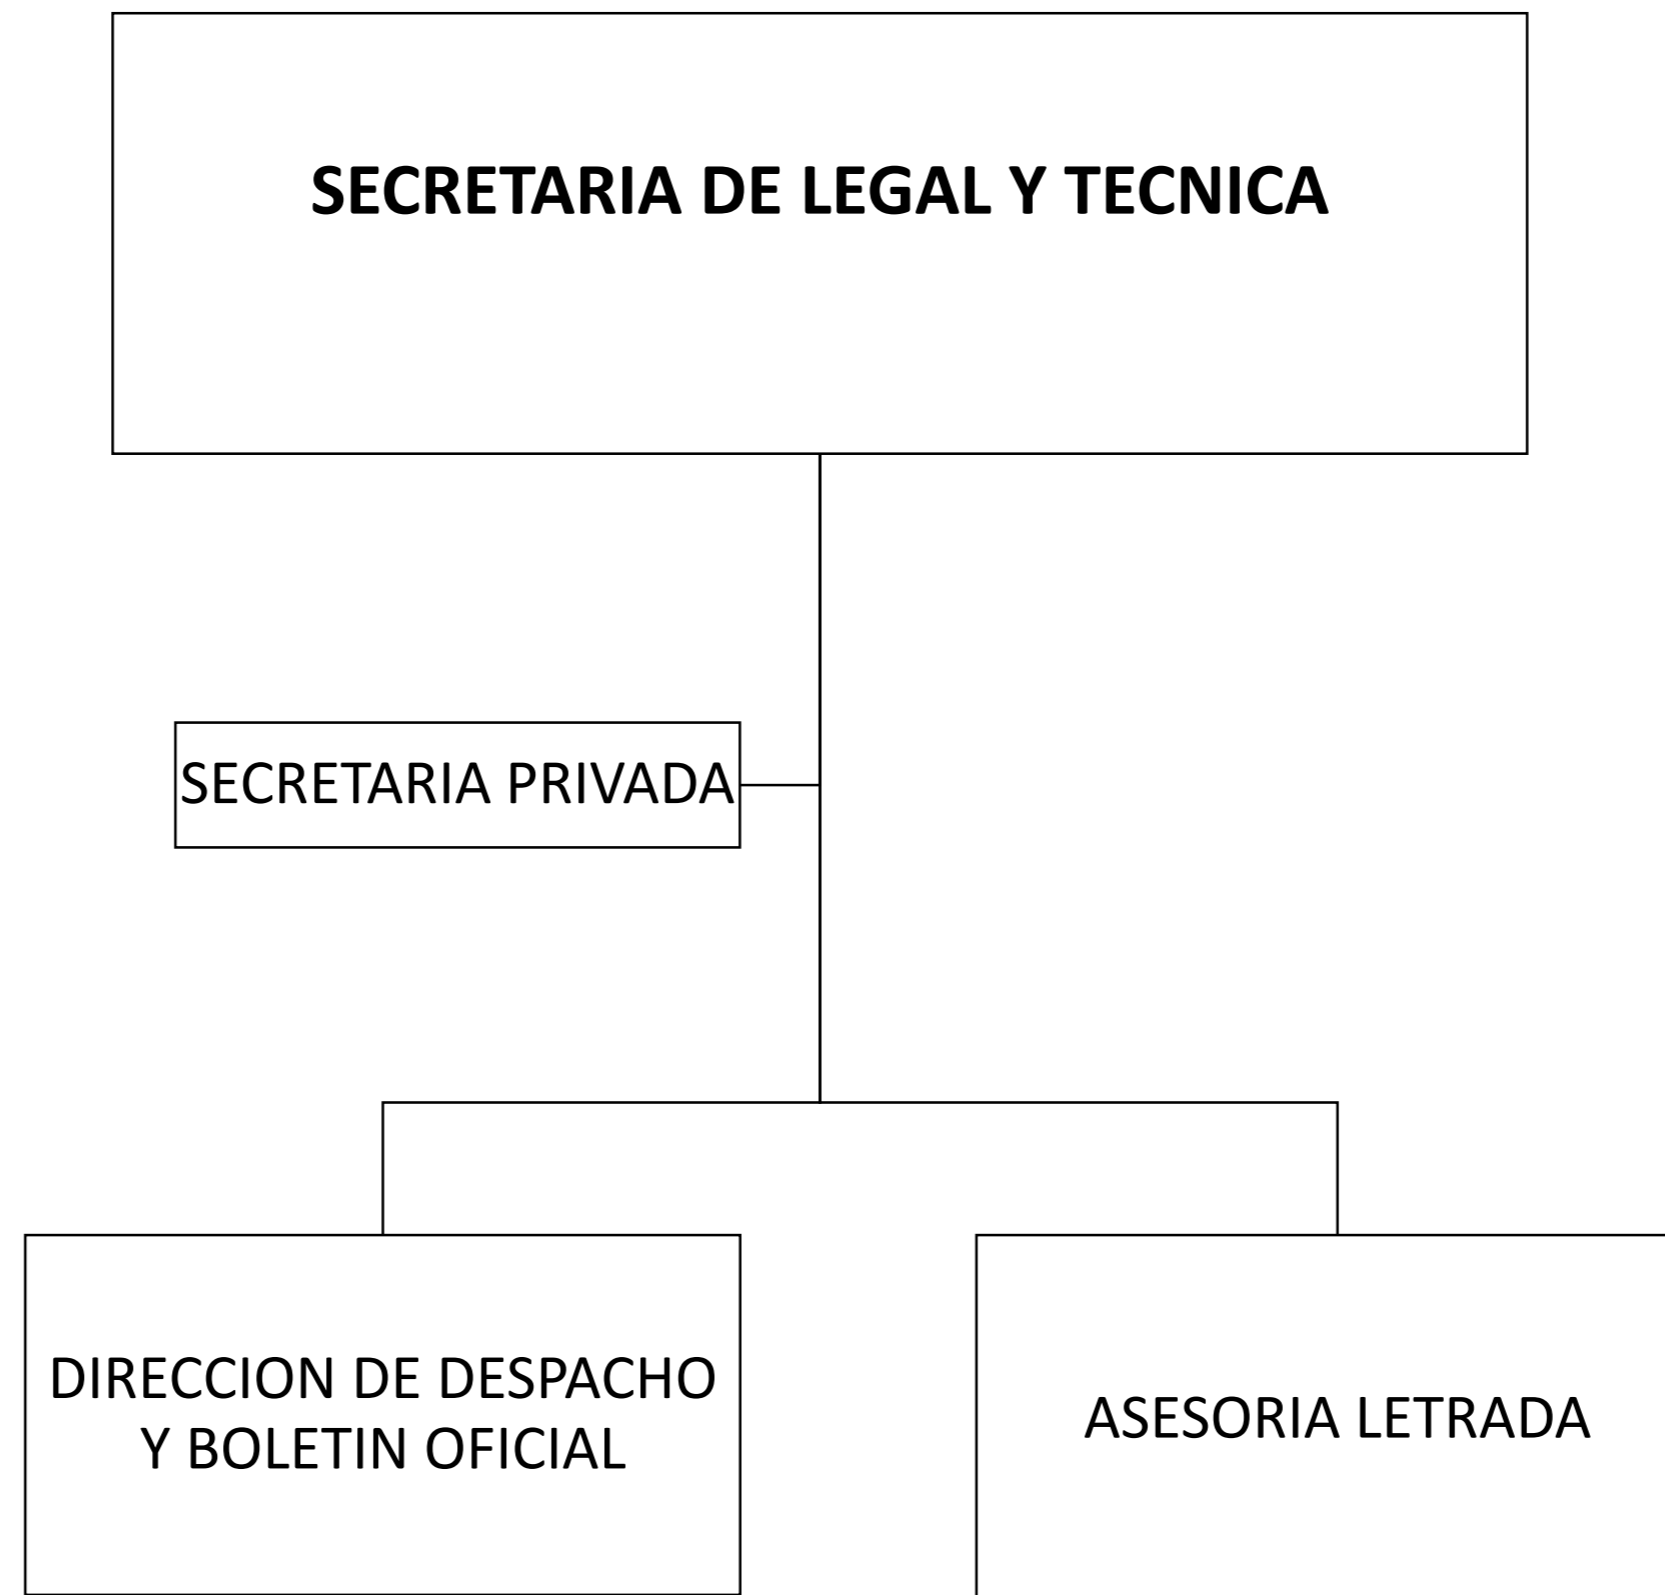 SECRETARIA DE LEGAL Y TECNICA
SECRETARIA PRIVADA
DIRECCION DE DESPACHO
Y BOLETIN OFICIAL
ASESORIA LETRADA